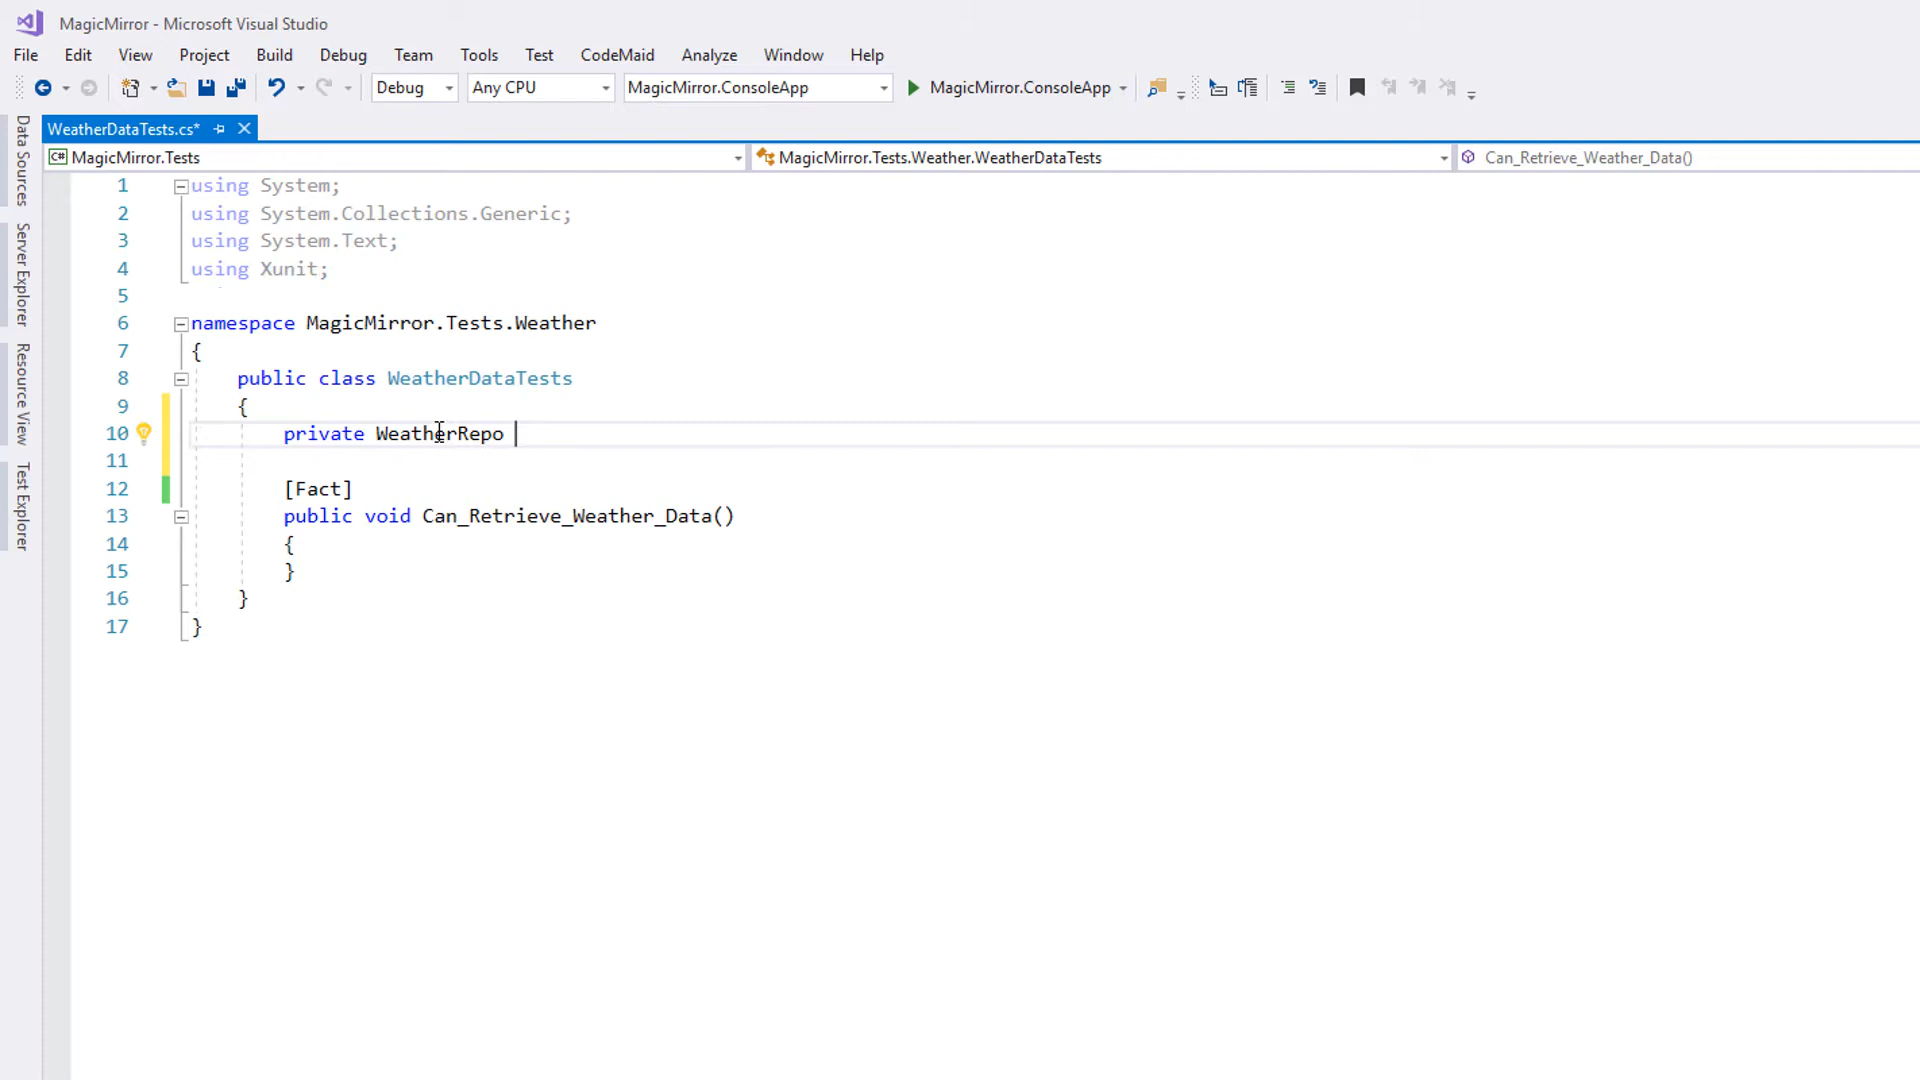 MagicMirror - Microsoft Visual Studio
File Edit View Project Build Debug Team Tools Test CodeMaid Analyze Window Help
Debug Any CPU MagicMirror.ConsoleApp MagicMirror.ConsoleApp
WeatherDataTests.cs*
C# MagicMirror.Tests MagicMirror.Tests.Weather.WeatherDataTests Can_Retrieve_Weather_Data()
Data Sources
Server Explorer
Resource View
Test Explorer
1 using System;
2 using System.Collections.Generic;
3 using System.Text;
4 using Xunit;
5
6 namespace MagicMirror.Tests.Weather
7 {
8 public class WeatherDataTests
9 {
10 private WeatherRepo
11
12 [Fact]
13 public void Can_Retrieve_Weather_Data()
14 {
15 }
16 }
17 }